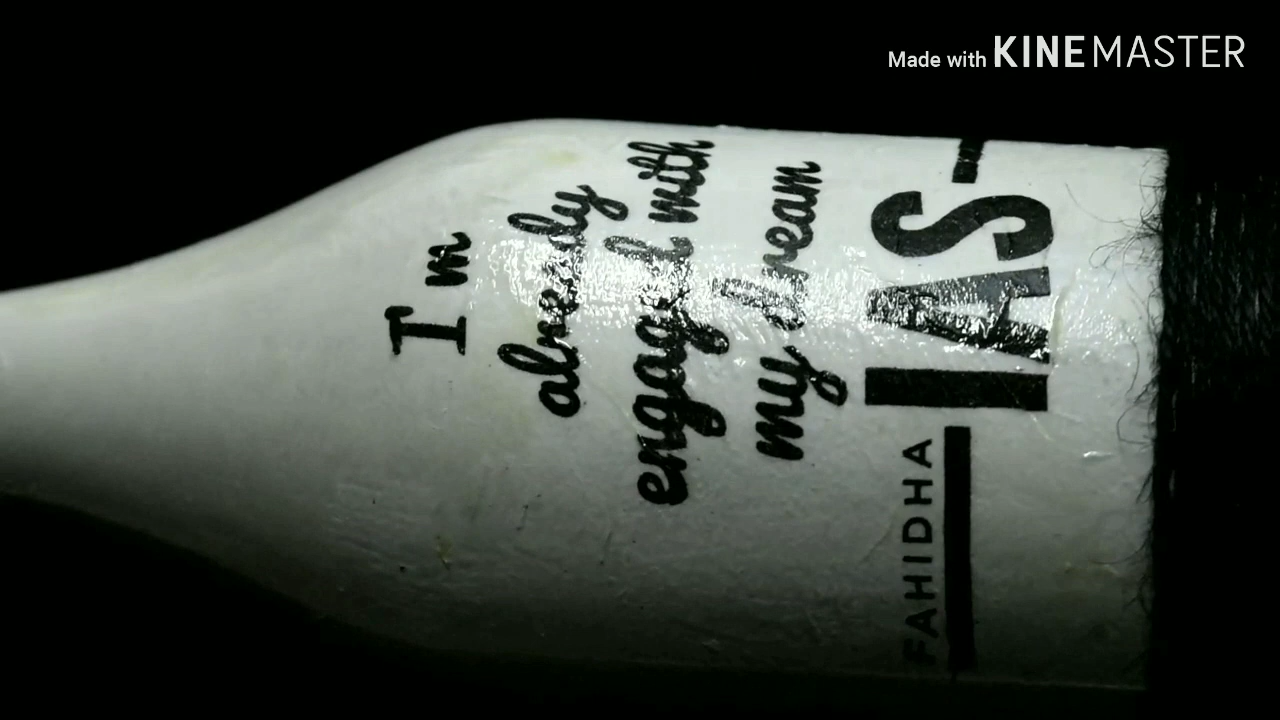 Made with KINEMASTER
I'm
already
engaged with
my dream
IAS
FAHIDHA